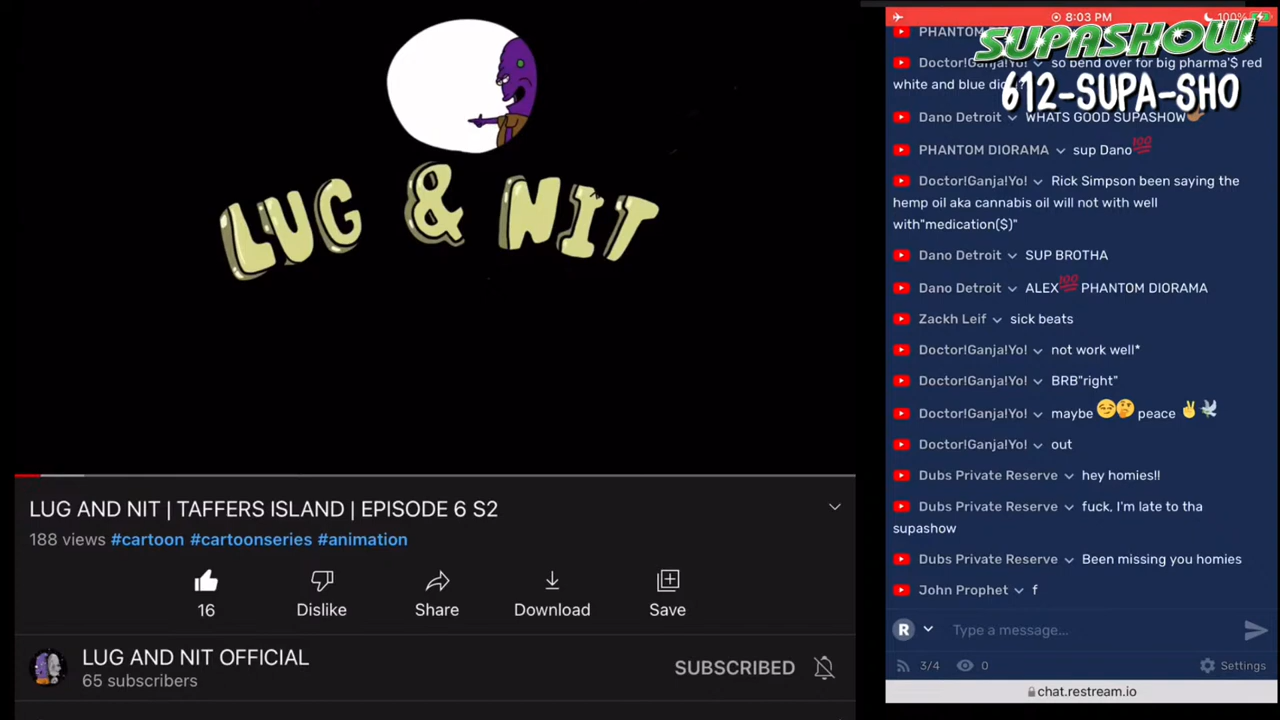 LUG & NIT
LUG AND NIT | TAFFERS ISLAND | EPISODE 6 S2
188 views #cartoon #cartoonseries #animation
16
Dislike
Share
Download
Save
LUG AND NIT OFFICIAL
65 subscribers
SUBSCRIBED
8:03 PM
100%
SUPASHOW
612-SUPA-SHO
PHANTOM
Doctor!Ganja!Yo! so bend over for big pharma'$ red
white and blue
Dano Detroit WHATS GOOD SUPASHOW
PHANTOM DIORAMA sup Dano💯
Doctor!Ganja!Yo! Rick Simpson been saying the
hemp oil aka cannabis oil will not with well
with"medication($)"
Dano Detroit SUP BROTHA
Dano Detroit ALEX💯 PHANTOM DIORAMA
Zackh Leif sick beats
Doctor!Ganja!Yo! not work well*
Doctor!Ganja!Yo! BRB"right"
Doctor!Ganja!Yo! maybe 😏🤔 peace ✌🕊
Doctor!Ganja!Yo! out
Dubs Private Reserve hey homies!!
Dubs Private Reserve fuck, I'm late to tha
supashow
Dubs Private Reserve Been missing you homies
John Prophet f
R
Type a message...
3/4
0
Settings
chat.restream.io